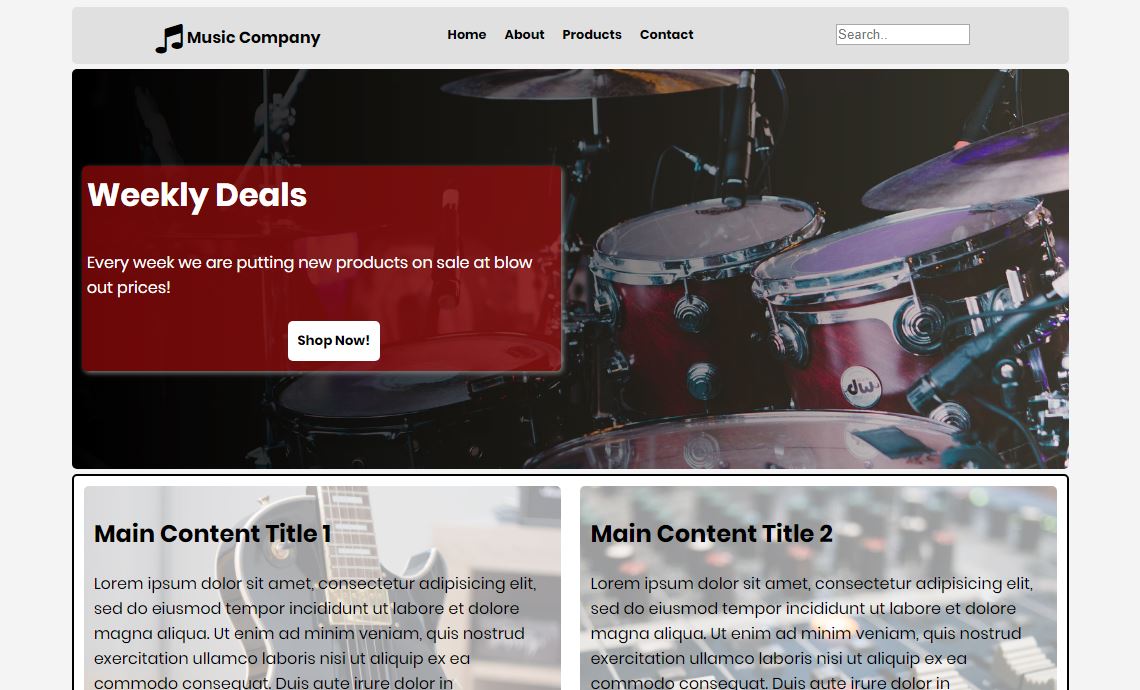 Music Company
Home About Products Contact
Search..
Weekly Deals
Every week we are putting new products on sale at blow
out prices!
Shop Now!
dw
Main Content Title 1
Lorem ipsum dolor sit amet, consectetur adipisicing elit,
sed do eiusmod tempor incididunt ut labore et dolore
magna aliqua. Ut enim ad minim veniam, quis nostrud
exercitation ullamco laboris nisi ut aliquip ex ea
commodo consequat. Duis aute irure dolor in
Main Content Title 2
Lorem ipsum dolor sit amet, consectetur adipisicing elit,
sed do eiusmod tempor incididunt ut labore et dolore
magna aliqua. Ut enim ad minim veniam, quis nostrud
exercitation ullamco laboris nisi ut aliquip ex ea
commodo consequat. Duis aute irure dolor in